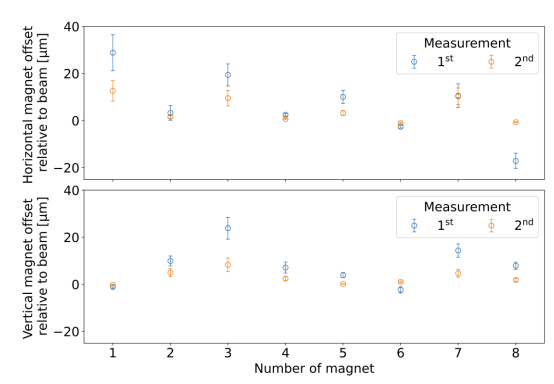 Horizontal magnet offset
relative to beam [μm]
40
20
0
−20
Measurement
1st 2nd
Vertical magnet offset
relative to beam [μm]
40
20
0
−20
Measurement
1st 2nd
1 2 3 4 5 6 7 8
Number of magnet